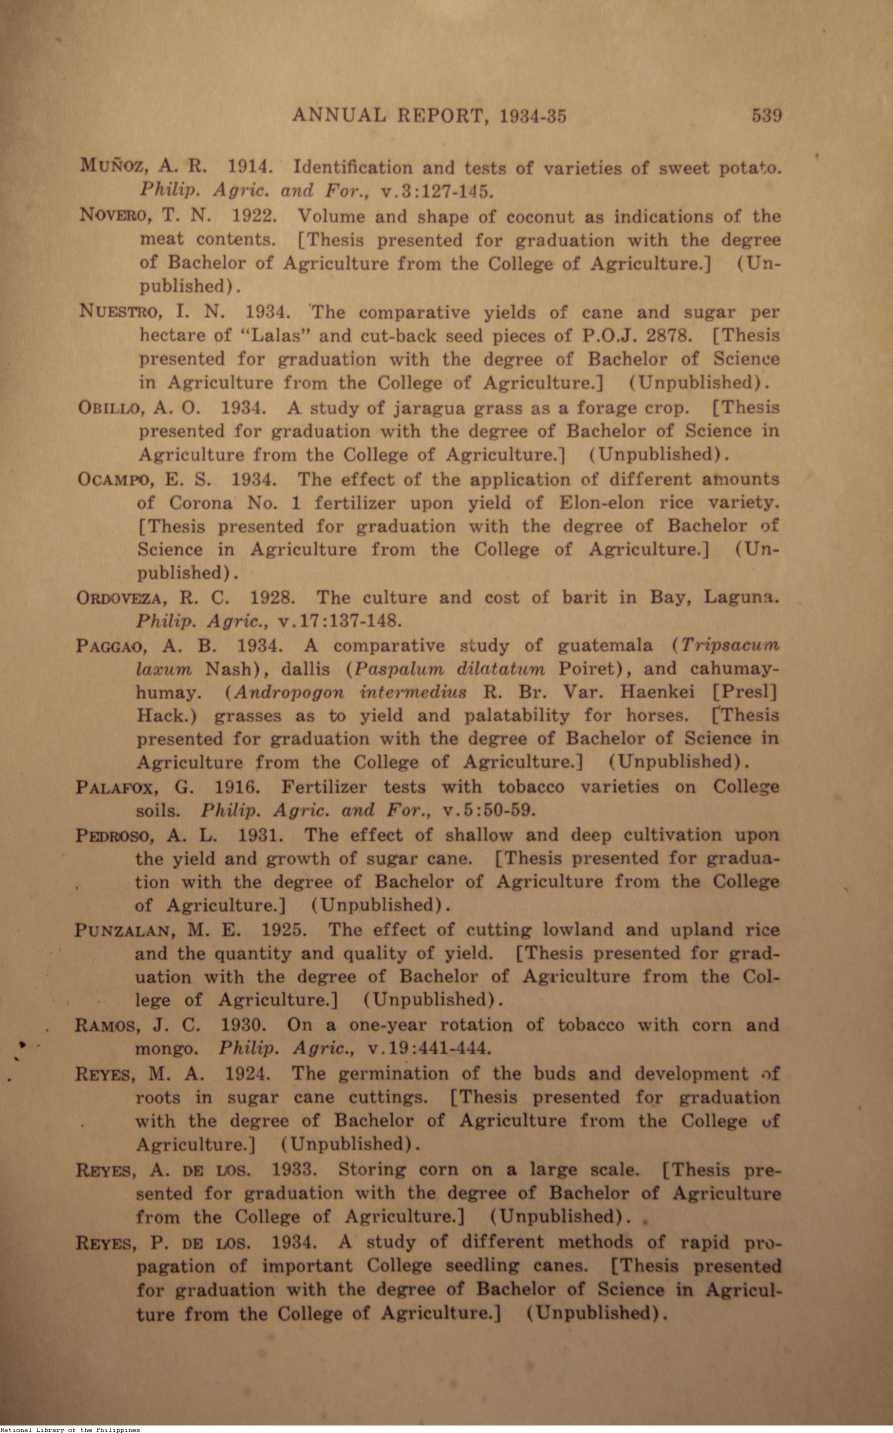 ANNUAL REPORT, 1934-35 539
MUÑOZ, A. R. 1914. Identification and tests of varieties of sweet potato.
Philip. Agric. and For., v.3:127-145.
NOVERO, T. N. 1922. Volume and shape of coconut as indications of the
meat contents. [Thesis presented for graduation with the degree
of Bachelor of Agriculture from the College of Agriculture.] (Un-
published).
NUESTRO, I. N. 1934. The comparative yields of cane and sugar per
hectare of “Lalas” and cut-back seed pieces of P.O.J. 2878. [Thesis
presented for graduation with the degree of Bachelor of Science
in Agriculture from the College of Agriculture.] (Unpublished).
OBILLO, A. O. 1934. A study of jaragua grass as a forage crop. [Thesis
presented for graduation with the degree of Bachelor of Science in
Agriculture from the College of Agriculture.] (Unpublished).
OCAMPO, E. S. 1934. The effect of the application of different amounts
of Corona No. 1 fertilizer upon yield of Elon-elon rice variety.
[Thesis presented for graduation with the degree of Bachelor of
Science in Agriculture from the College of Agriculture.] (Un-
published).
ORDOVEZA, R. C. 1928. The culture and cost of barit in Bay, Laguna.
Philip. Agric., v.17:137-148.
PAGGAO, A. B. 1934. A comparative study of guatemala (Tripsacum
laxum Nash), dallis (Paspalum dilatatum Poiret), and cahumay-
humay. (Andropogon intermedius R. Br. Var. Haenkei [Presl]
Hack.) grasses as to yield and palatability for horses. [Thesis
presented for graduation with the degree of Bachelor of Science in
Agriculture from the College of Agriculture.] (Unpublished).
PALAFOX, G. 1916. Fertilizer tests with tobacco varieties on College
soils. Philip. Agric. and For., v.5:50-59.
PEDROSO, A. L. 1931. The effect of shallow and deep cultivation upon
the yield and growth of sugar cane. [Thesis presented for gradua-
tion with the degree of Bachelor of Agriculture from the College
of Agriculture.] (Unpublished).
PUNZALAN, M. E. 1925. The effect of cutting lowland and upland rice
and the quantity and quality of yield. [Thesis presented for grad-
uation with the degree of Bachelor of Agriculture from the Col-
lege of Agriculture.] (Unpublished).
RAMOS, J. C. 1930. On a one-year rotation of tobacco with corn and
mongo. Philip. Agric., v.19:441-444.
REYES, M. A. 1924. The germination of the buds and development of
roots in sugar cane cuttings. [Thesis presented for graduation
with the degree of Bachelor of Agriculture from the College of
Agriculture.] (Unpublished).
REYES, A. DE LOS. 1933. Storing corn on a large scale. [Thesis pre-
sented for graduation with the degree of Bachelor of Agriculture
from the College of Agriculture.] (Unpublished).
REYES, P. DE LOS. 1934. A study of different methods of rapid pro-
pagation of important College seedling canes. [Thesis presented
for graduation with the degree of Bachelor of Science in Agricul-
ture from the College of Agriculture.] (Unpublished).
National Library of the Philippines